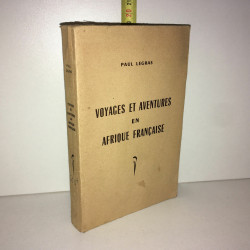 PAUL LEGRAS
VOYAGES ET AVENTURES
EN
AFRIQUE FRANÇAISE